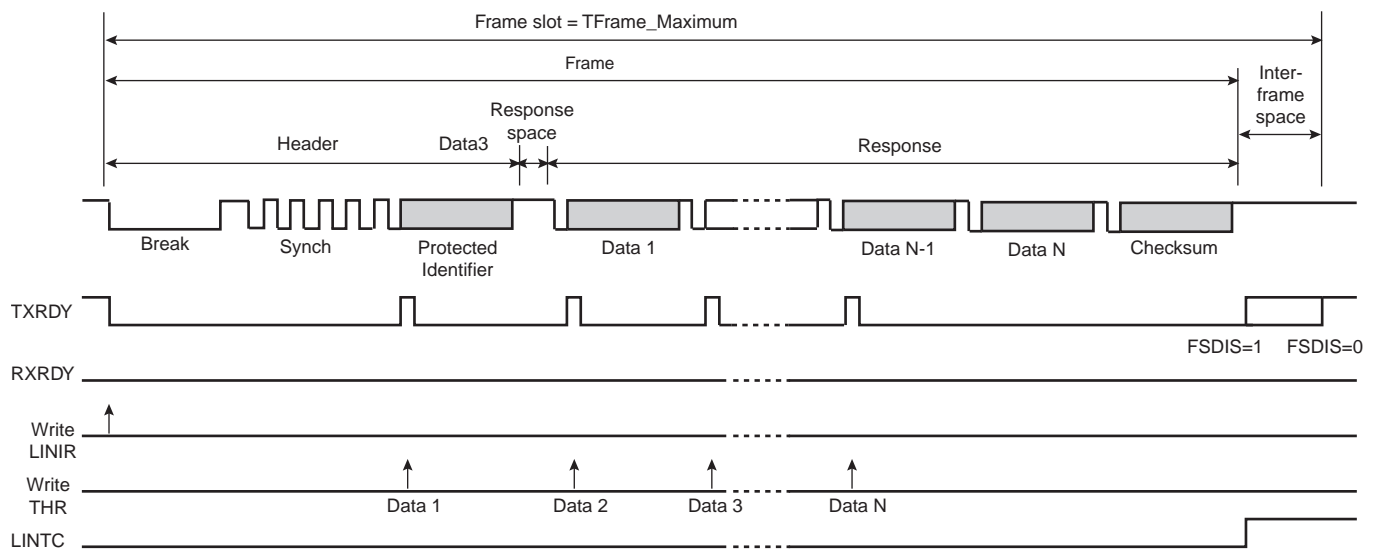 Frame slot = TFrame_Maximum
Frame
Inter-
frame
space
Response
space
Header
Data3
Response
Break
Synch
Protected
Identifier
Data 1
Data N-1
Data N
Checksum
TXRDY
FSDIS=1
FSDIS=0
RXRDY
Write
LINIR
Write
THR
Data 1
Data 2
Data 3
Data N
LINTC